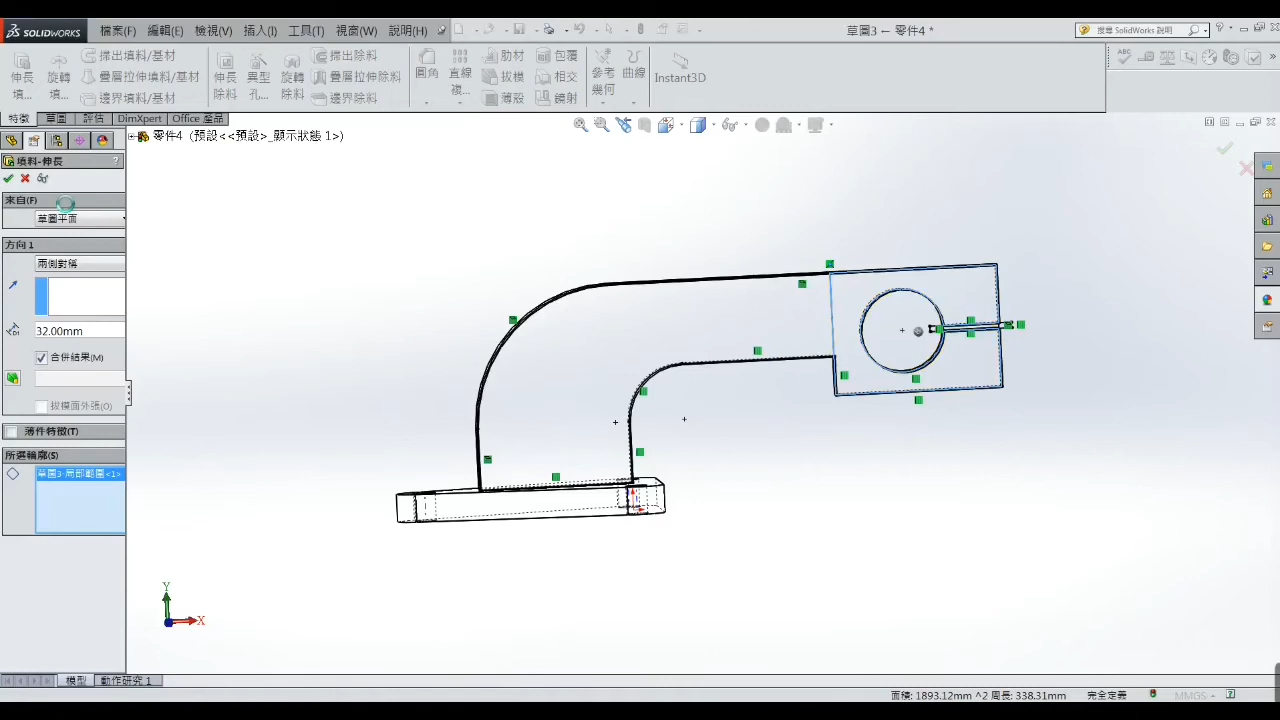 SOLIDWORKS 檔案(F) 編輯(E) 檢視(V) 插入(I) 工具(T) 視窗(W) 說明(H) 草圖3 ← 零件4 * 搜尋 SolidWorks 說明
伸長填... 旋轉填... 掃出填料/基材 疊層拉伸填料/基材 邊界填料/基材 伸長除料 異型孔... 旋轉除料 掃出除料 疊層拉伸除料 邊界除料 圓角 直線複... 肋材 拔模 薄殼 包覆 相交 鏡射 參考幾何 曲線 Instant3D
特徵 草圖 評估 DimXpert Office 產品
零件4 (預設<<預設>_顯示狀態 1>)
填料-伸長 ?
來自(F)
草圖平面
方向1
兩側對稱
32.00mm
合併結果(M)
拔模面外張(O)
薄件特徵(T)
所選輪廓(S)
草圖3-局部範圍<1>
Y
X
模型 動作研究 1
面積: 1893.12mm ^2 周長: 338.31mm 完全定義 MMGS